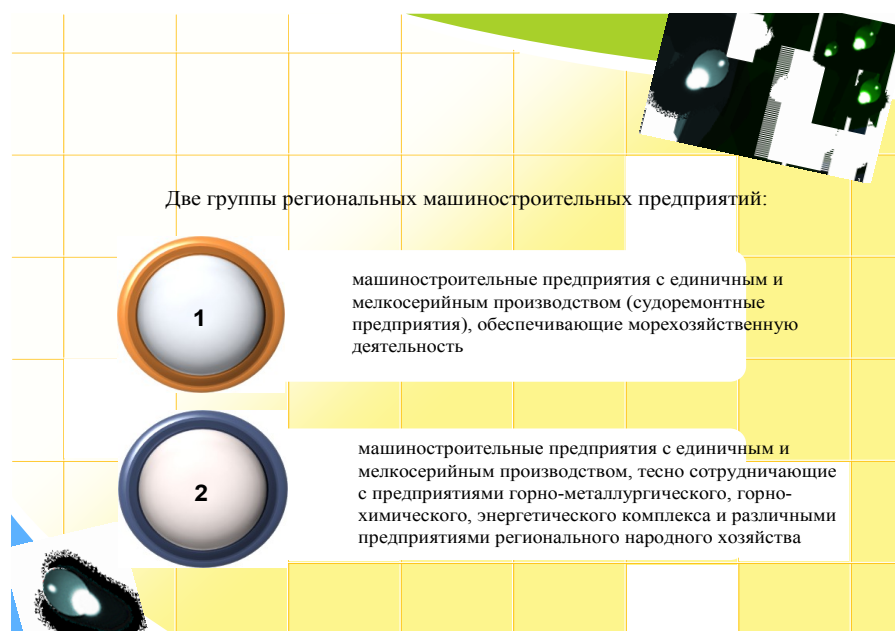 Две группы региональных машиностроительных предприятий:
1
машиностроительные предприятия с единичным и
мелкосерийным производством (судоремонтные
предприятия), обеспечивающие морехозяйственную
деятельность
2
машиностроительные предприятия с единичным и
мелкосерийным производством, тесно сотрудничающие
с предприятиями горно-металлургического, горно-
химического, энергетического комплекса и различными
предприятиями регионального народного хозяйства